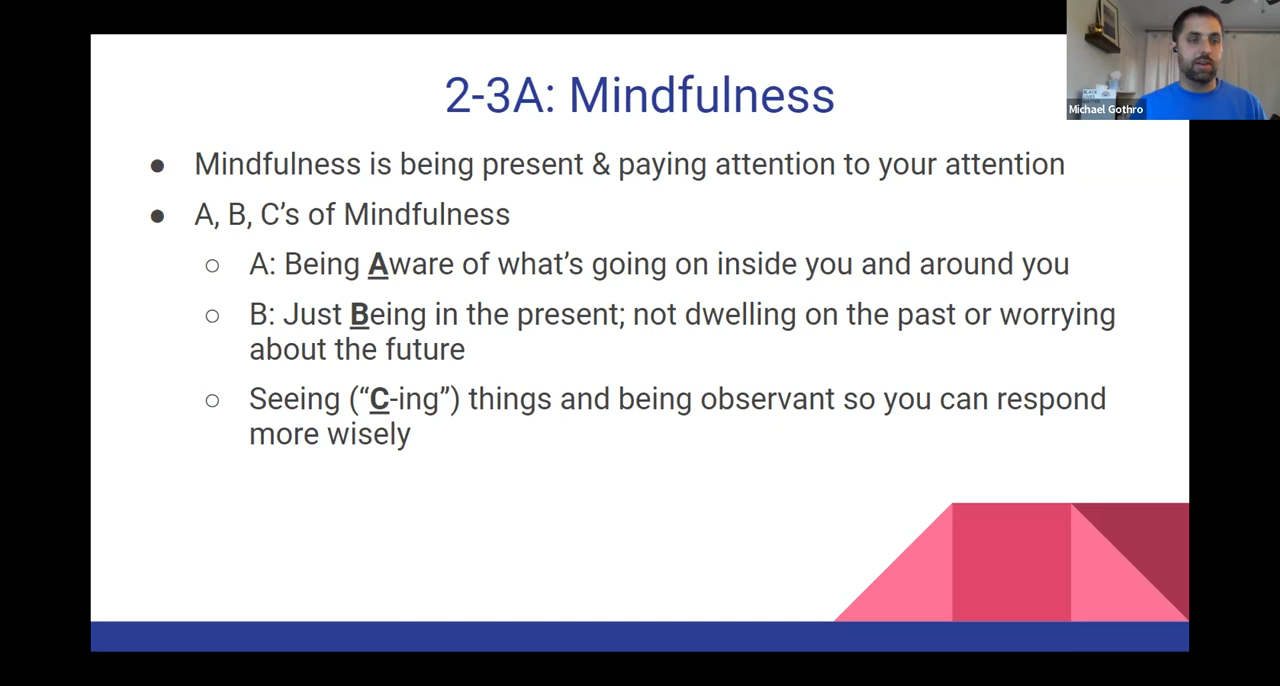 2-3A: Mindfulness
Michael Gothro
● Mindfulness is being present & paying attention to your attention
● A, B, C’s of Mindfulness
○ A: Being Aware of what’s going on inside you and around you
○ B: Just Being in the present; not dwelling on the past or worrying
about the future
○ Seeing (“C-ing”) things and being observant so you can respond
more wisely